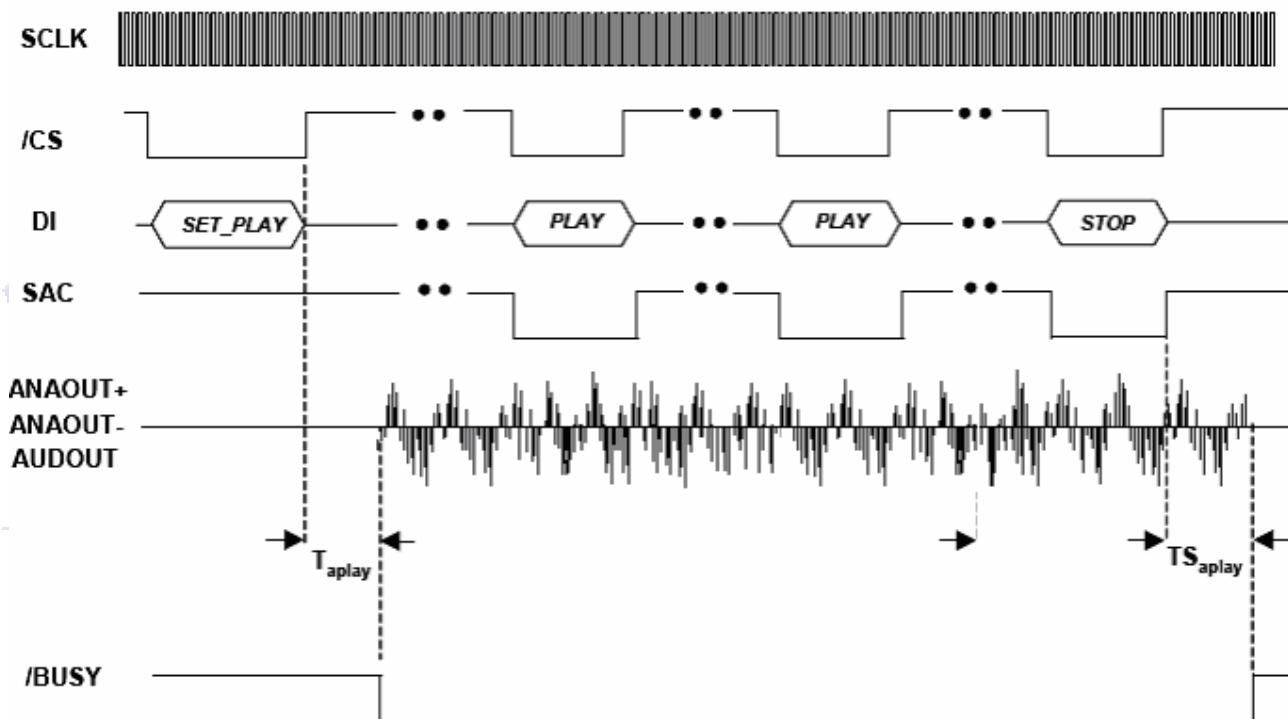 SCLK
/CS
DI
SET_PLAY
PLAY
PLAY
STOP
SAC
ANAOUT+
ANAOUT-
AUDOUT
Taplay
TSaplay
/BUSY